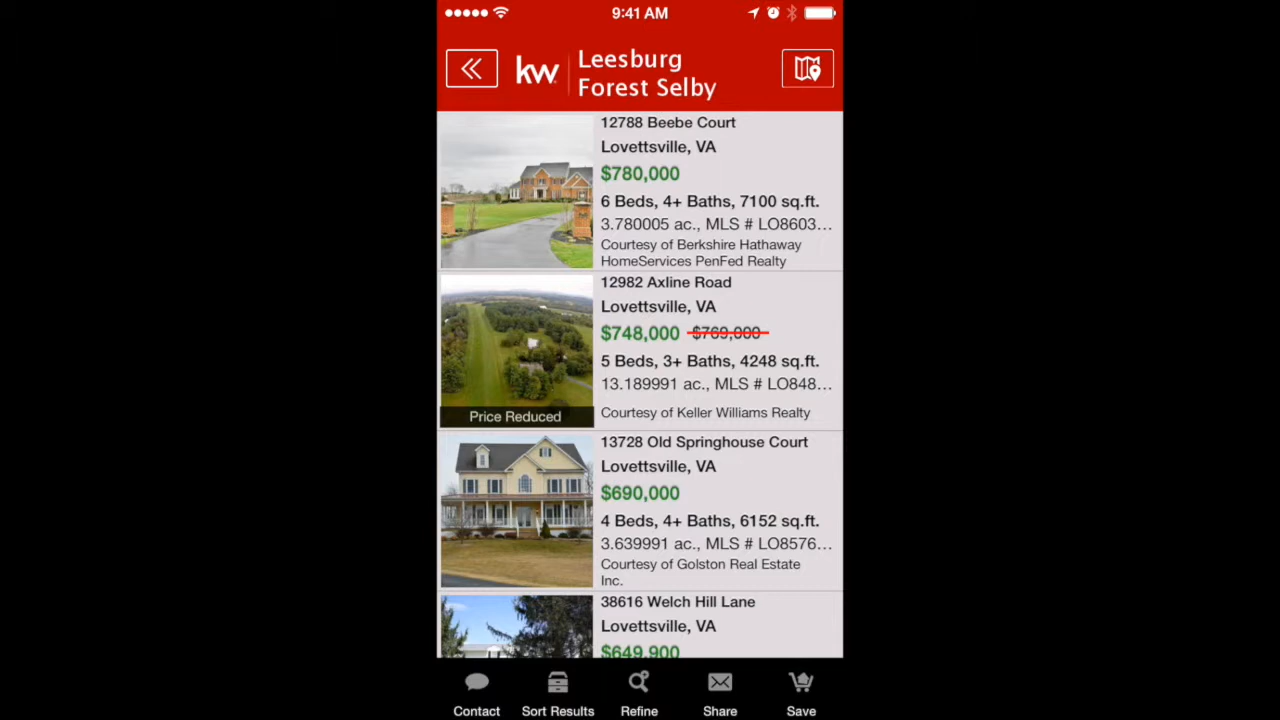 9:41 AM
kw
Leesburg
Forest Selby
12788 Beebe Court
Lovettsville, VA
$780,000
6 Beds, 4+ Baths, 7100 sq.ft.
3.780005 ac., MLS # LO8603...
Courtesy of Berkshire Hathaway
HomeServices PenFed Realty
12982 Axline Road
Lovettsville, VA
$748,000 $769,000
5 Beds, 3+ Baths, 4248 sq.ft.
13.189991 ac., MLS # LO848...
Price Reduced
Courtesy of Keller Williams Realty
13728 Old Springhouse Court
Lovettsville, VA
$690,000
4 Beds, 4+ Baths, 6152 sq.ft.
3.639991 ac., MLS # LO8576...
Courtesy of Golston Real Estate
Inc.
38616 Welch Hill Lane
Lovettsville, VA
$649,900
Contact Sort Results Refine Share Save